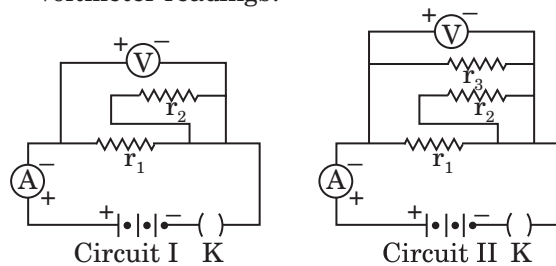 voltmeter readings.
+ − + −
V V
r₃
r₂ r₂
r₁ r₁
− −
A A
+ +
+ − + −
Circuit I K Circuit II K